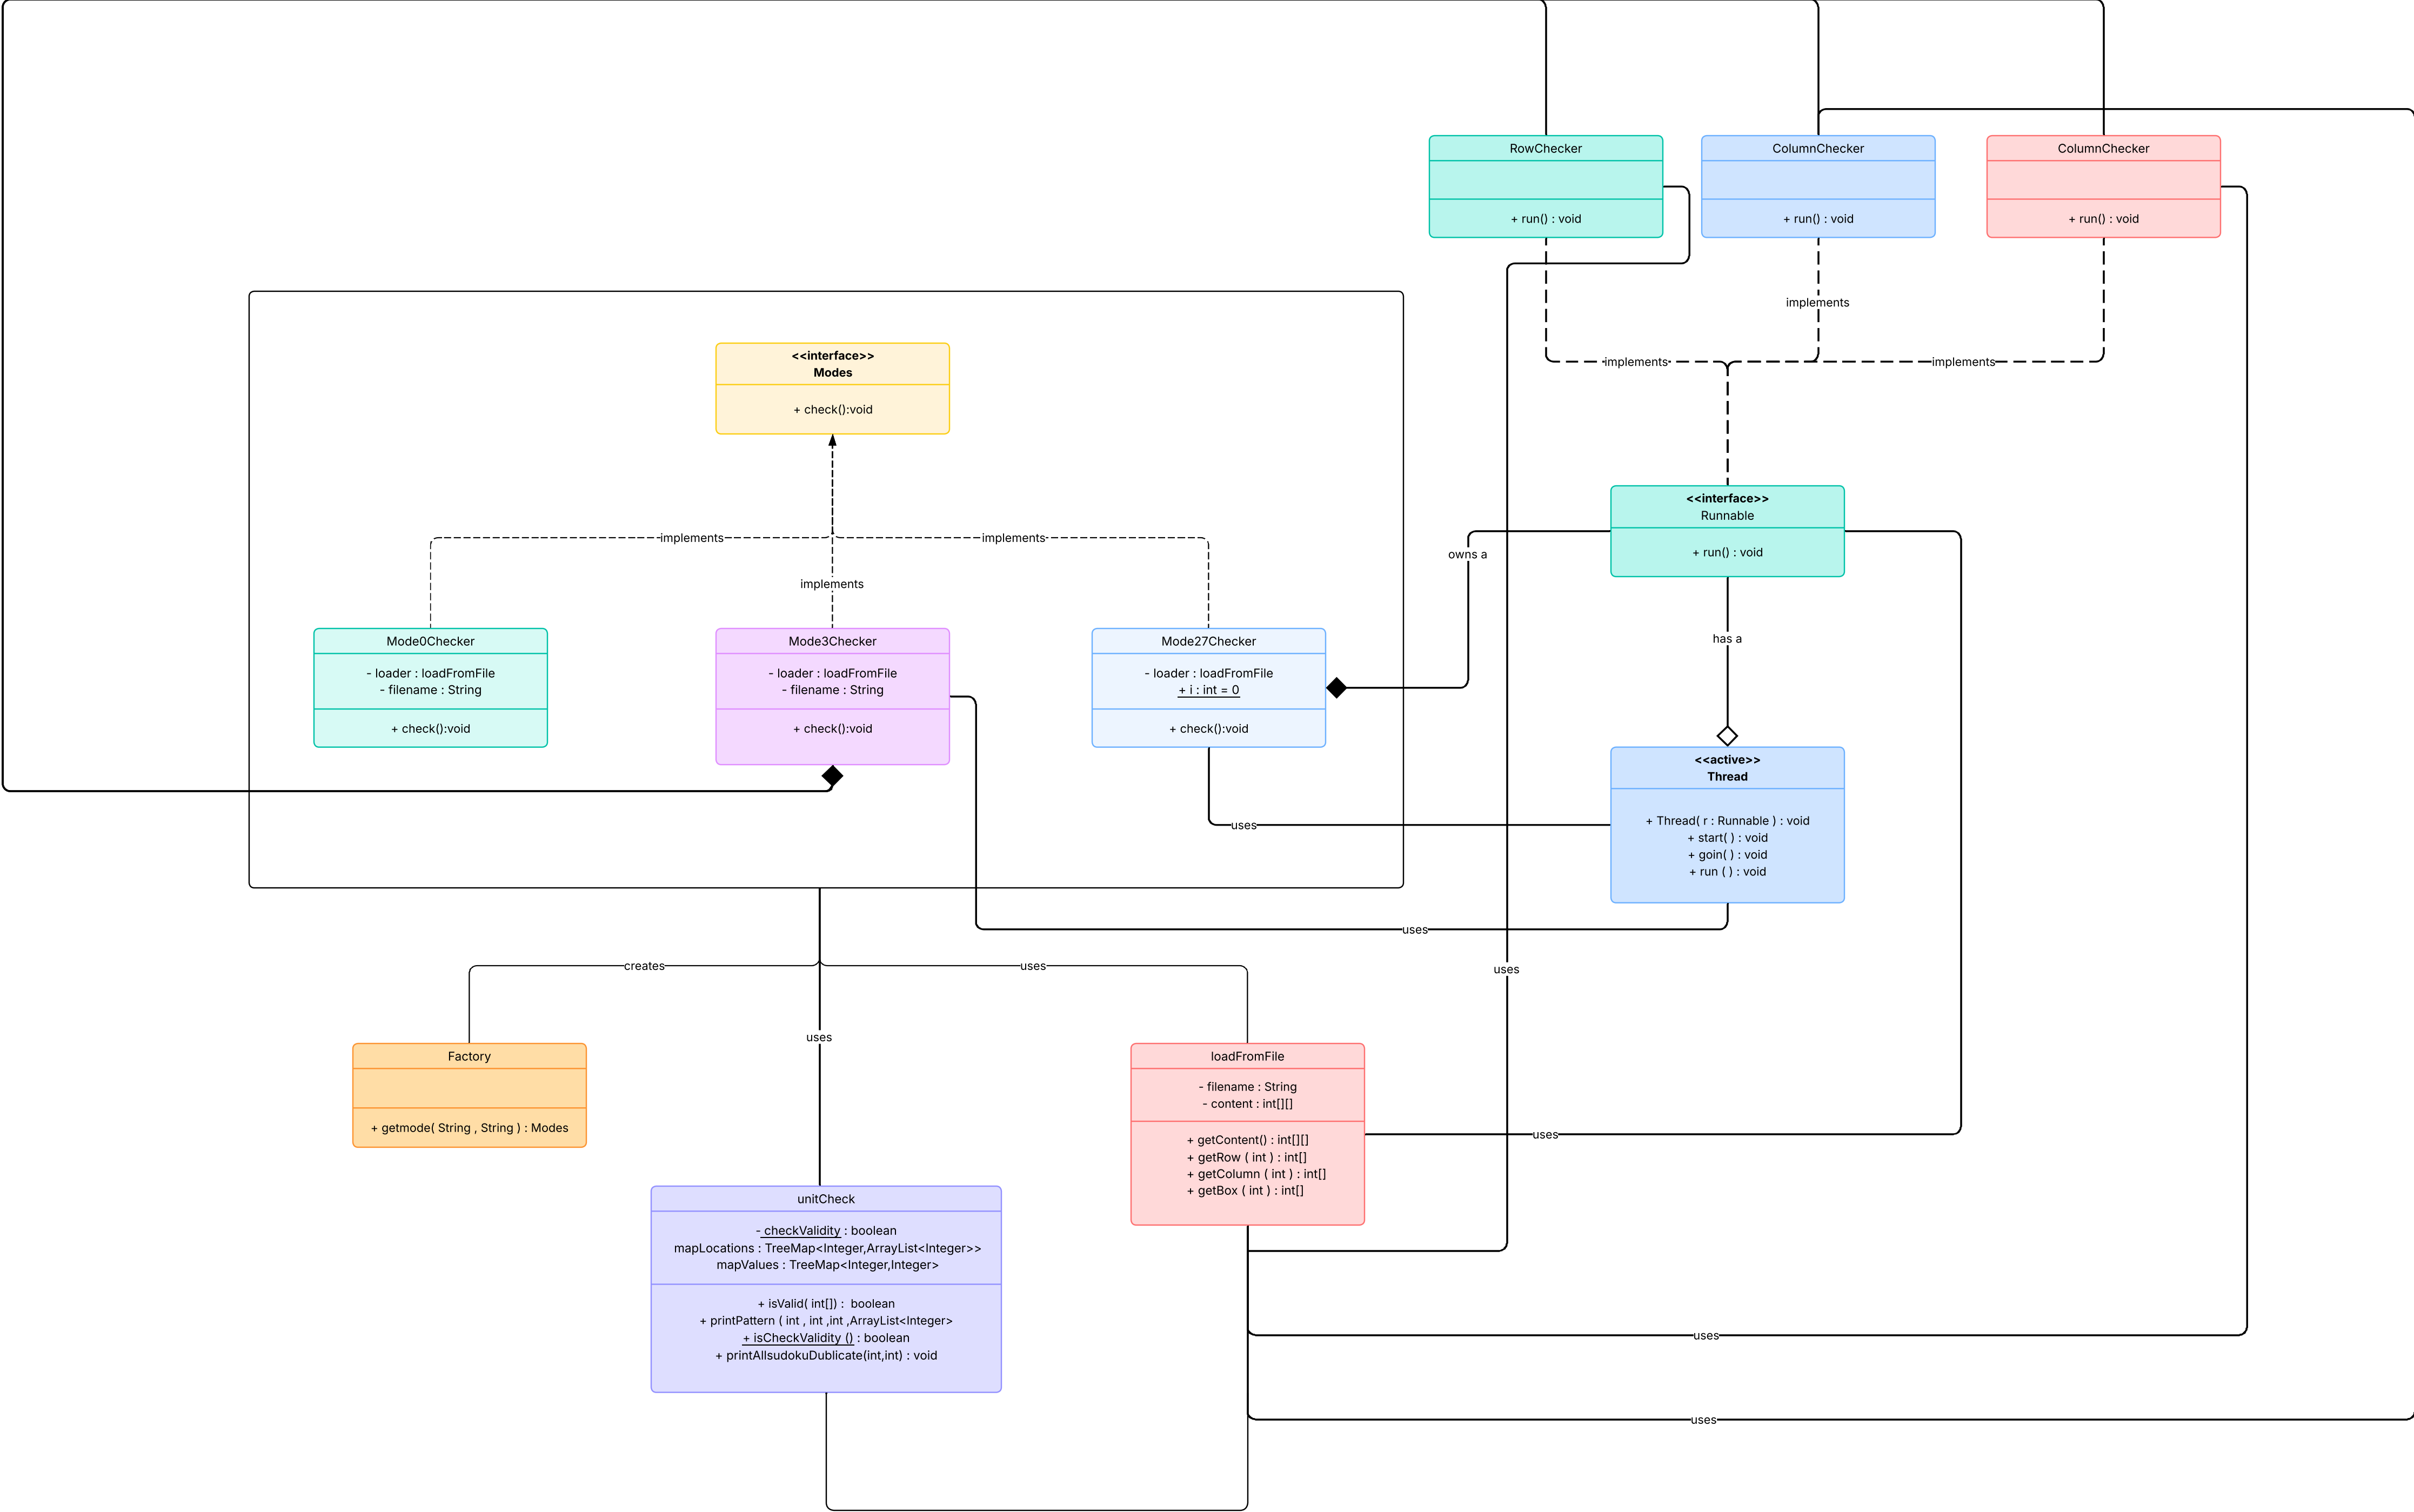 RowChecker
+ run() : void
ColumnChecker
+ run() : void
ColumnChecker
+ run() : void
implements
implements
implements
<<interface>>
Modes
+ check():void
implements
implements
implements
<<interface>>
Runnable
+ run() : void
owns a
has a
Mode0Checker
- loader : loadFromFile
- filename : String
+ check():void
Mode3Checker
- loader : loadFromFile
- filename : String
+ check():void
Mode27Checker
- loader : loadFromFile
+ i : int = 0
+ check():void
<<active>>
Thread
+ Thread( r : Runnable ) : void
+ start( ) : void
+ goin( ) : void
+ run ( ) : void
uses
uses
creates
uses
uses
uses
Factory
+ getmode( String , String ) : Modes
loadFromFile
- filename : String
- content : int[][]
+ getContent() : int[][]
+ getRow ( int ) : int[]
+ getColumn ( int ) : int[]
+ getBox ( int ) : int[]
uses
unitCheck
- checkValidity : boolean
mapLocations : TreeMap<Integer,ArrayList<Integer>>
mapValues : TreeMap<Integer,Integer>
+ isValid( int[]) :  boolean
+ printPattern ( int , int ,int ,ArrayList<Integer>
+ isCheckValidity () : boolean
+ printAllsudokuDublicate(int,int) : void
uses
uses